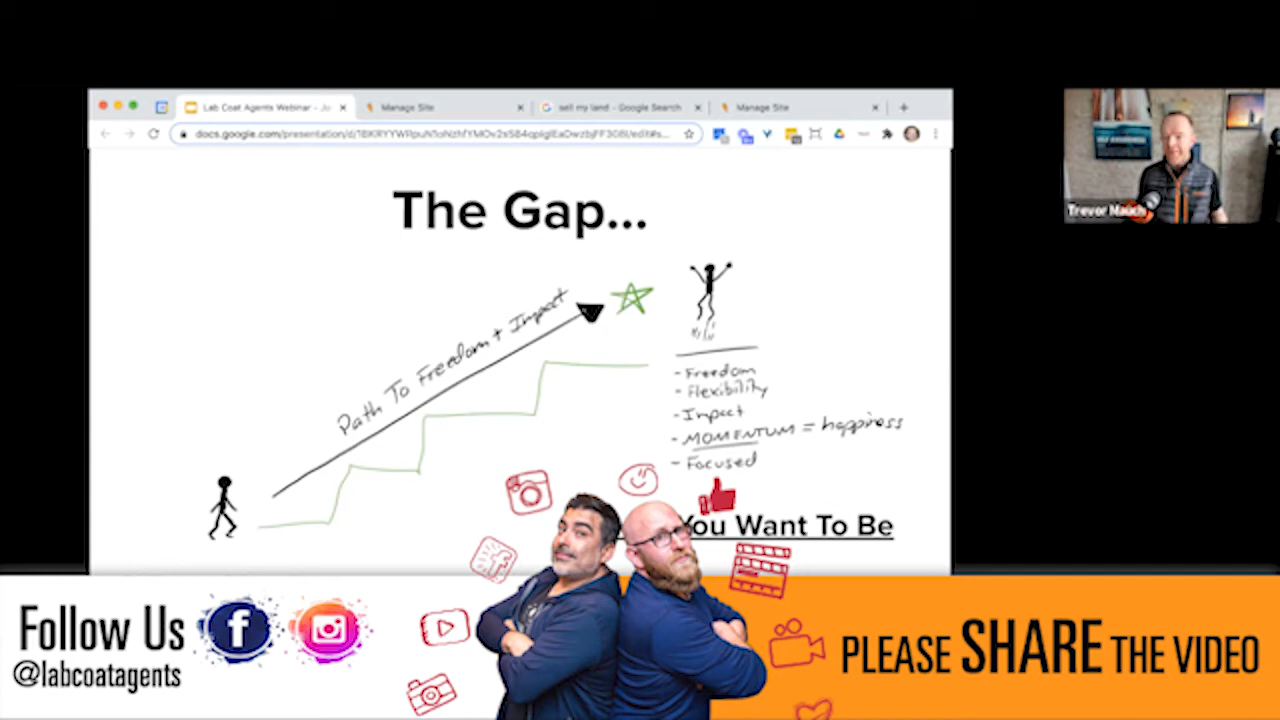 Lab Coat Agents Webinar - Jo
Manage Site
sell my land - Google Search
Manage Site
The Gap...
Path To Freedom + Impact
- Freedom
- Flexibility
- Impact
- MOMENTUM = happiness
- Focused
You Want To Be
Trevor Mauch
Follow Us
@labcoatagents
PLEASE SHARE THE VIDEO